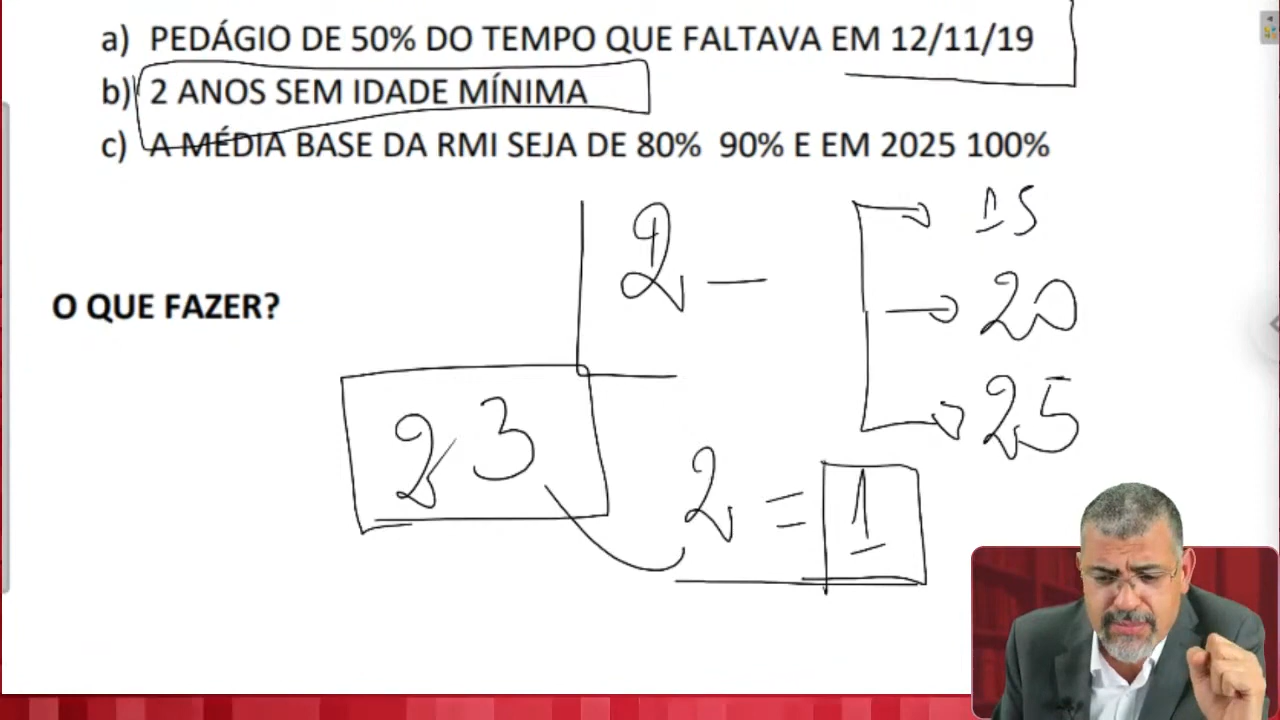 a) PEDÁGIO DE 50% DO TEMPO QUE FALTAVA EM 12/11/19
b) 2 ANOS SEM IDADE MÍNIMA
c) A MÉDIA BASE DA RMI SEJA DE 80% 90% E EM 2025 100%
2 — 15
O QUE FAZER?
20
23
25
2 = 1